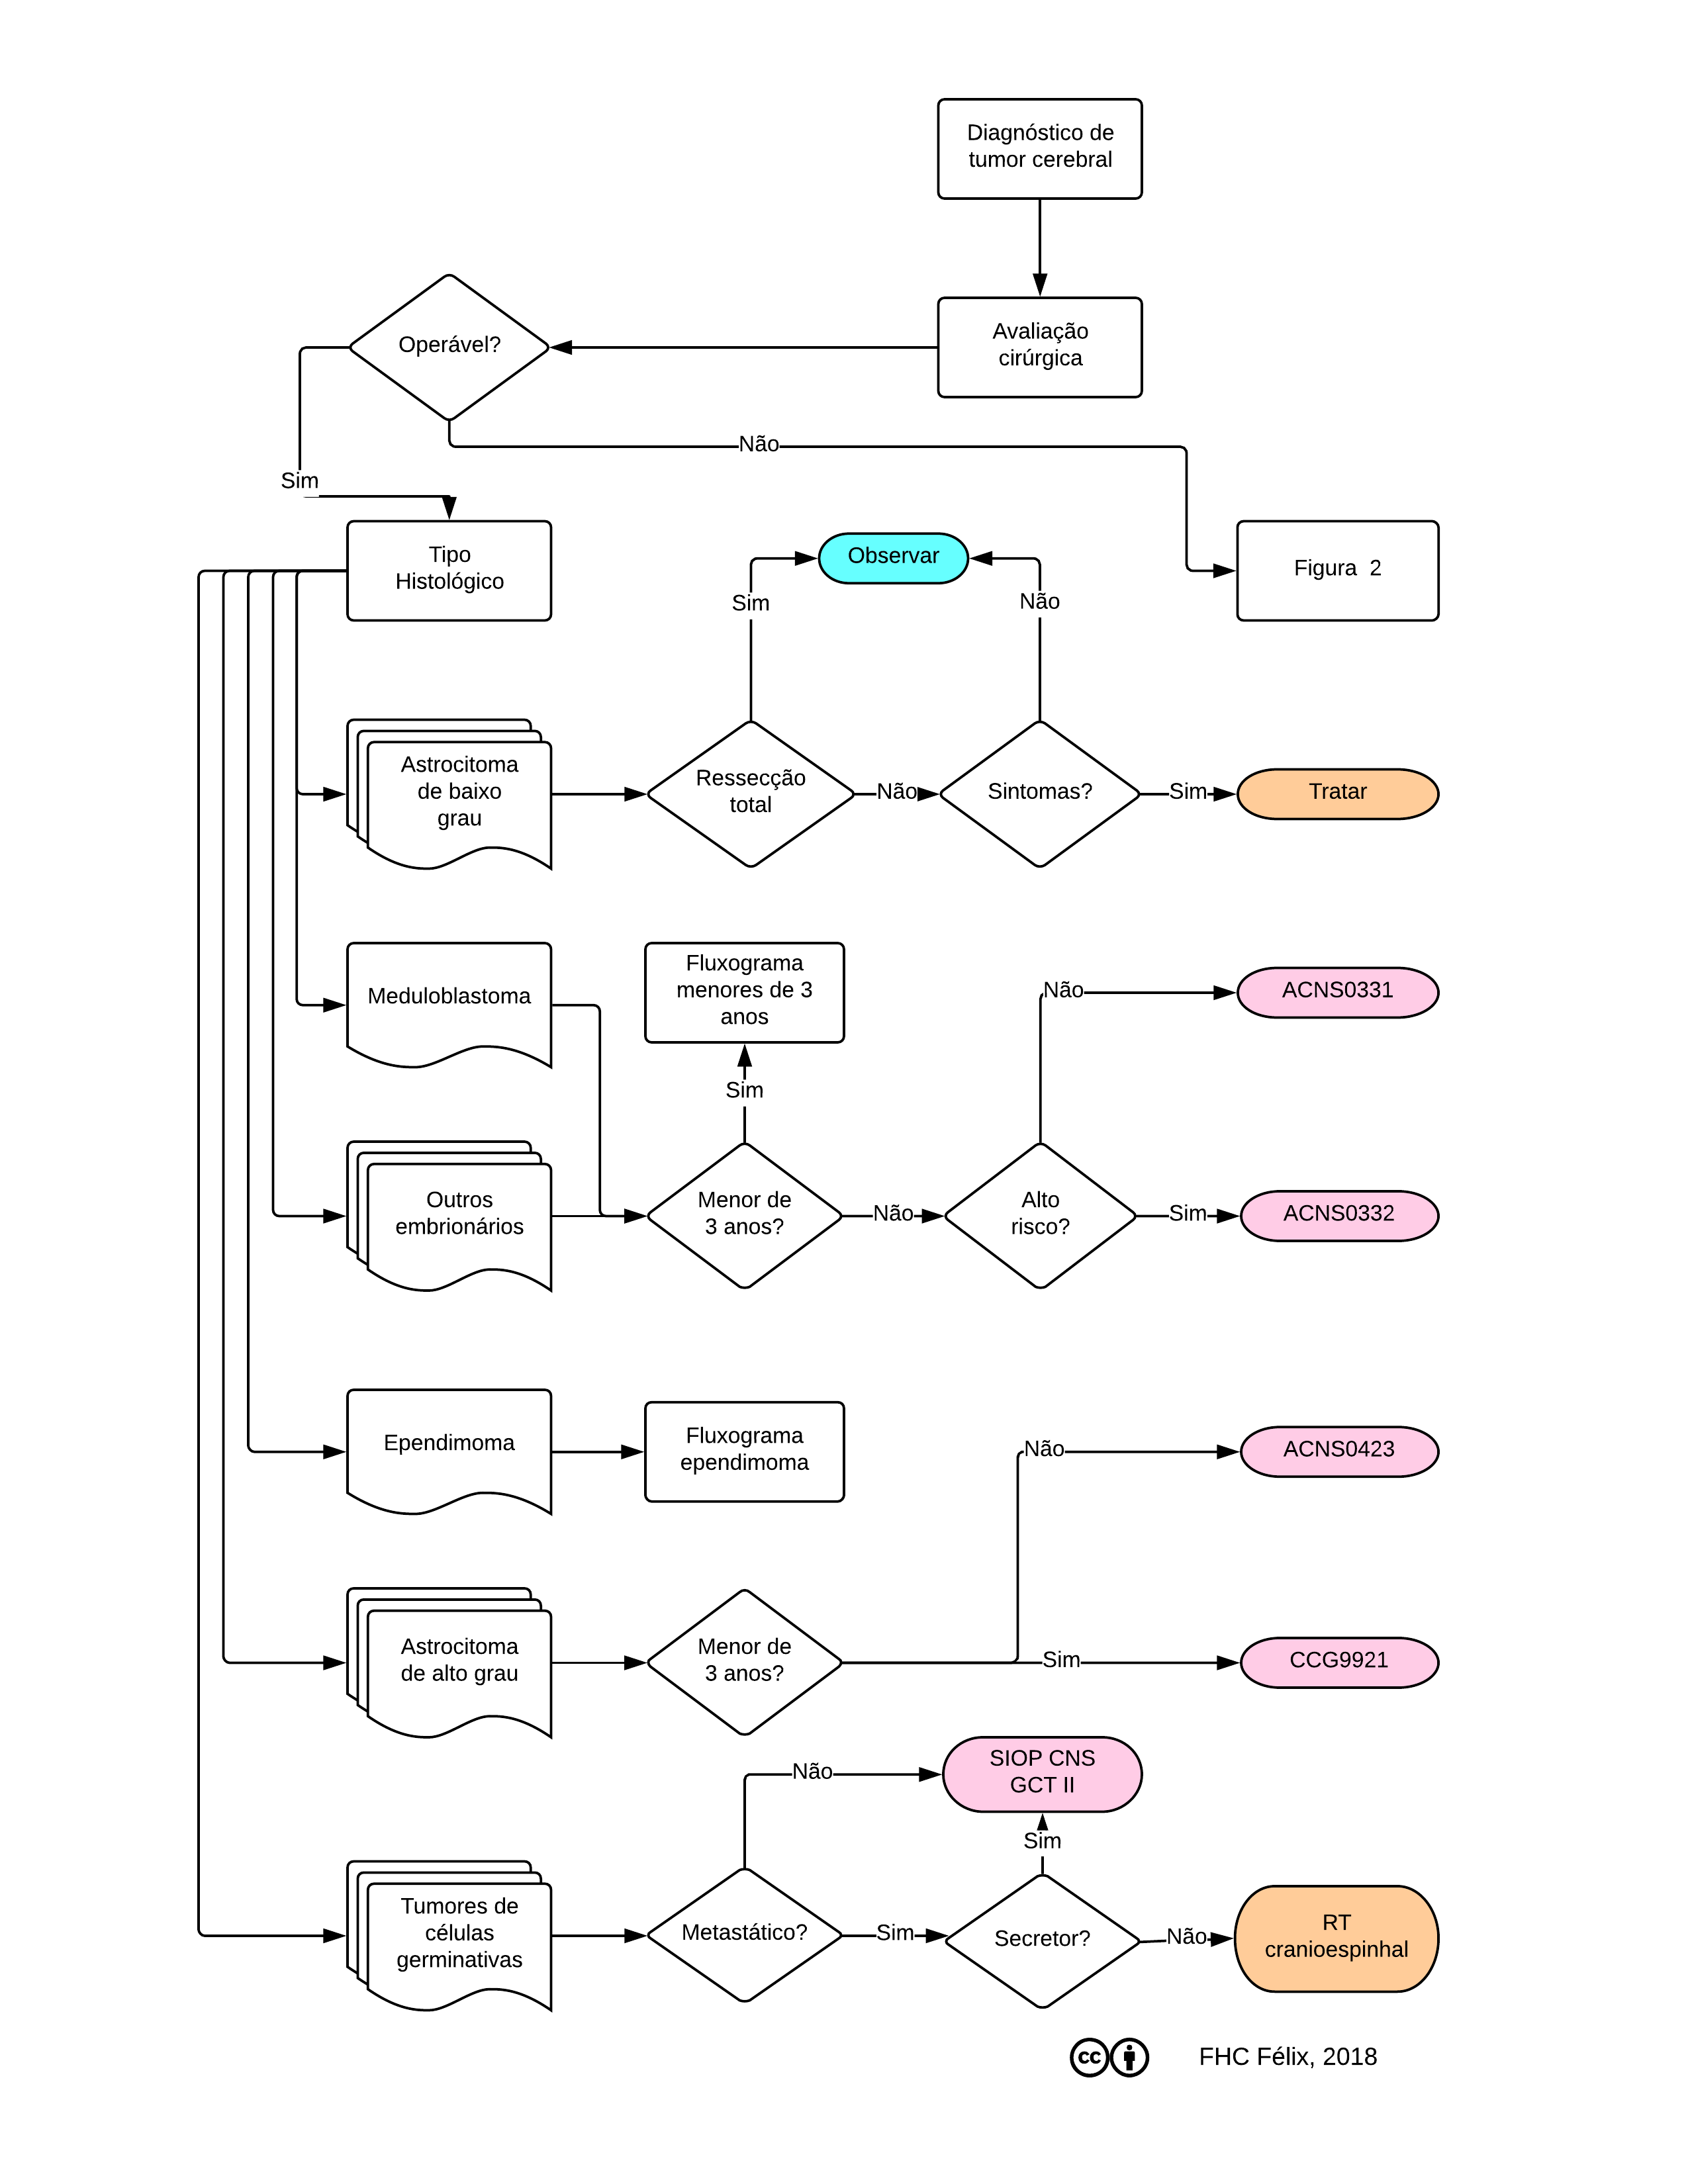 Diagnóstico de
tumor cerebral
Avaliação
cirúrgica
Operável?
Não
Sim
Tipo
Histológico
Observar
Figura 2
Sim
Não
Astrocitoma
de baixo
grau
Ressecção
total
Não
Sintomas?
Sim
Tratar
Meduloblastoma
Fluxograma
menores de 3
anos
Não
ACNS0331
Sim
Outros
embrionários
Menor de
3 anos?
Não
Alto
risco?
Sim
ACNS0332
Ependimoma
Fluxograma
ependimoma
Não
ACNS0423
Astrocitoma
de alto grau
Menor de
3 anos?
Sim
CCG9921
Não
SIOP CNS
GCT II
Sim
Tumores de
células
germinativas
Metastático?
Sim
Secretor?
Não
RT
cranioespinhal
cc
FHC Félix, 2018